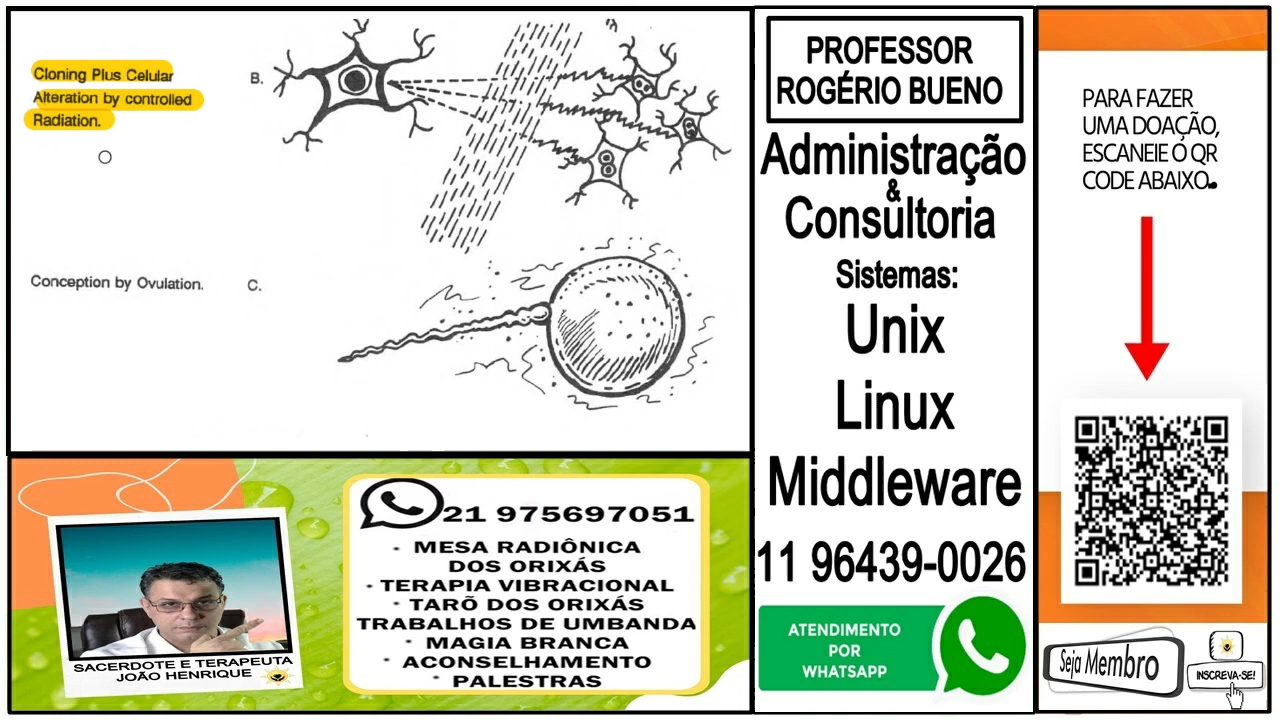 Cloning Plus Celular
Alteration by controlled
Radiation.
B.
Conception by Ovulation.
C.
SACERDOTE E TERAPEUTA
JOÃO HENRIQUE
21 975697051
· MESA RADIÔNICA
DOS ORIXÁS
· TERAPIA VIBRACIONAL
· TARÕ DOS ORIXÁS
TRABALHOS DE UMBANDA
· MAGIA BRANCA
· ACONSELHAMENTO
· PALESTRAS
PROFESSOR
ROGÉRIO BUENO
Administração
&
Consultoria
Sistemas:
Unix
Linux
Middleware
11 96439-0026
ATENDIMENTO
POR
WHATSAPP
PARA FAZER
UMA DOAÇÃO,
ESCANEIE O QR
CODE ABAIXO.
Seja Membro
INSCREVA-SE!